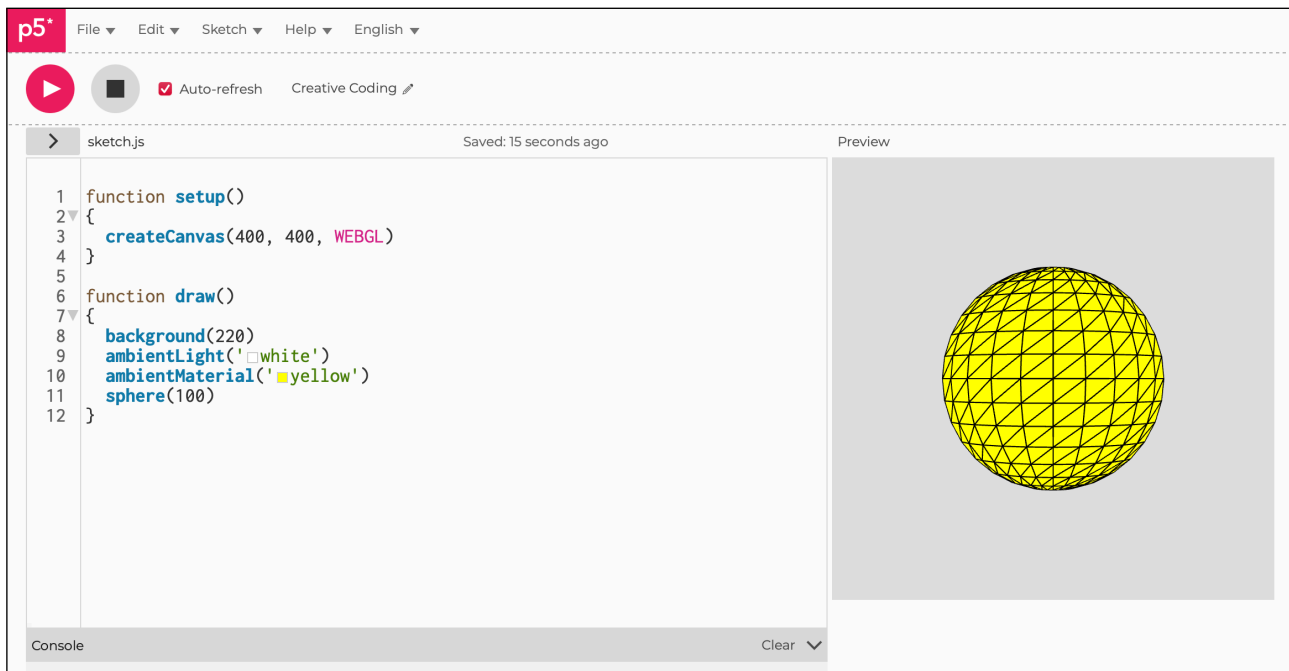 p5* File Edit Sketch Help English
Auto-refresh Creative Coding
sketch.js Saved: 15 seconds ago Preview
1 function setup()
2 {
3 createCanvas(400, 400, WEBGL)
4 }
5
6 function draw()
7 {
8 background(220)
9 ambientLight('white')
10 ambientMaterial('yellow')
11 sphere(100)
12 }
Console Clear